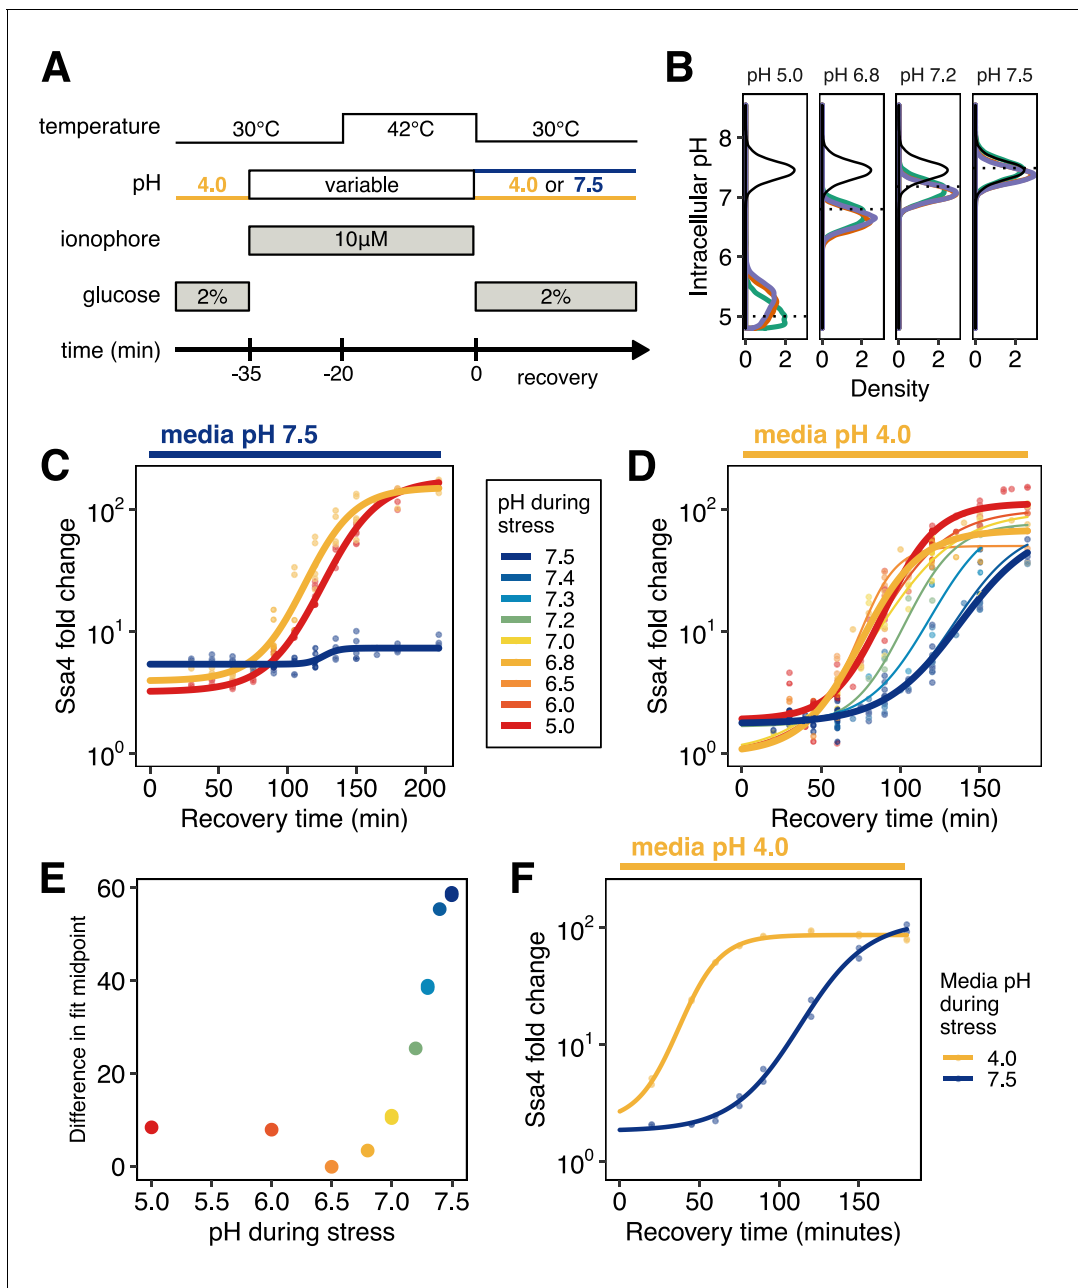 A
temperature
30°C
42°C
30°C
pH
4.0
variable
4.0 or 7.5
ionophore
10µM
glucose
2%
2%
time (min)
-35
-20
0
recovery
B
pH 5.0
pH 6.8
pH 7.2
pH 7.5
Intracellular pH
8
7
6
5
0
2
0
2
0
2
0
2
Density
C
media pH 7.5
Ssa4 fold change
10²
10¹
10⁰
0
50
100
150
200
Recovery time (min)
pH during
stress
7.5
7.4
7.3
7.2
7.0
6.8
6.5
6.0
5.0
D
media pH 4.0
Ssa4 fold change
10²
10¹
10⁰
0
50
100
150
Recovery time (min)
E
Difference in fit midpoint
60
40
20
0
5.0
5.5
6.0
6.5
7.0
7.5
pH during stress
F
media pH 4.0
Ssa4 fold change
10²
10¹
10⁰
0
50
100
150
Recovery time (minutes)
Media pH
during
stress
4.0
7.5